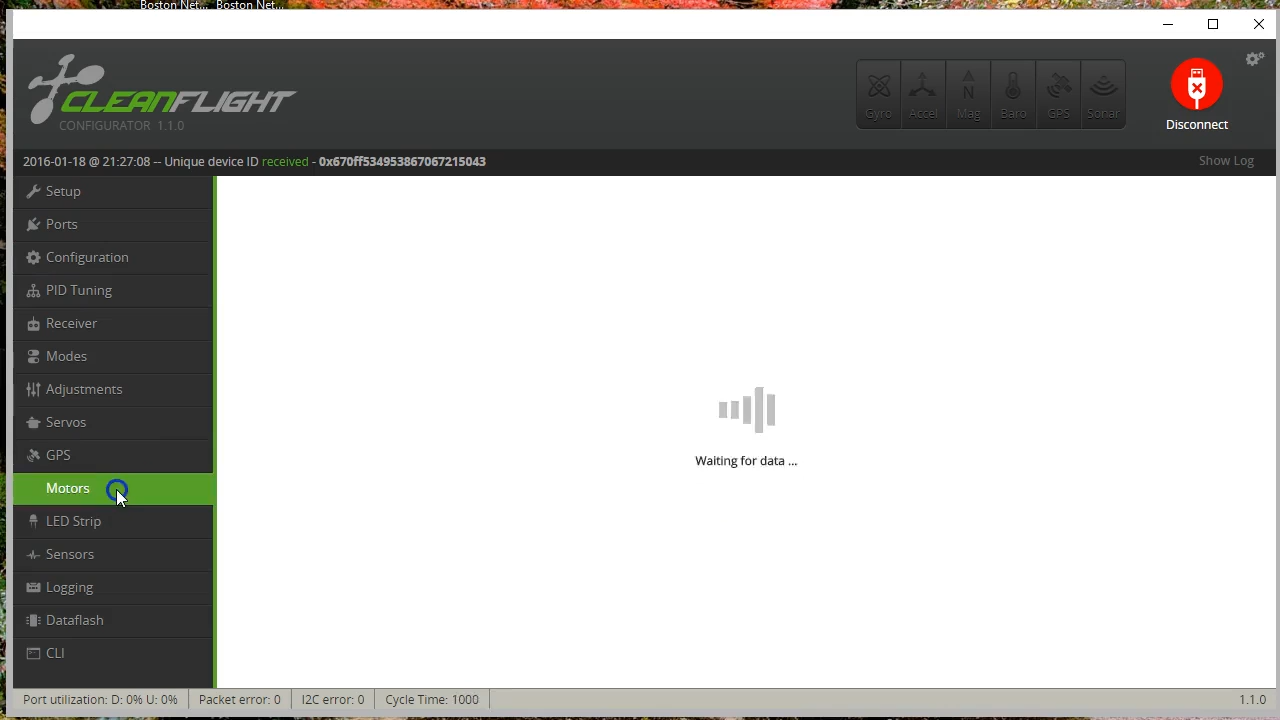 Boston Net... Boston Net...
CLEANFLIGHT
CONFIGURATOR 1.1.0
Gyro Accel Mag Baro GPS Sonar
N
Disconnect
2016-01-18 @ 21:27:08 -- Unique device ID received - 0x670ff534953867067215043
Show Log
Setup
Ports
Configuration
PID Tuning
Receiver
Modes
Adjustments
Servos
GPS
Motors
LED Strip
Sensors
Logging
Dataflash
CLI
Waiting for data ...
Port utilization: D: 0% U: 0% Packet error: 0 I2C error: 0 Cycle Time: 1000 1.1.0